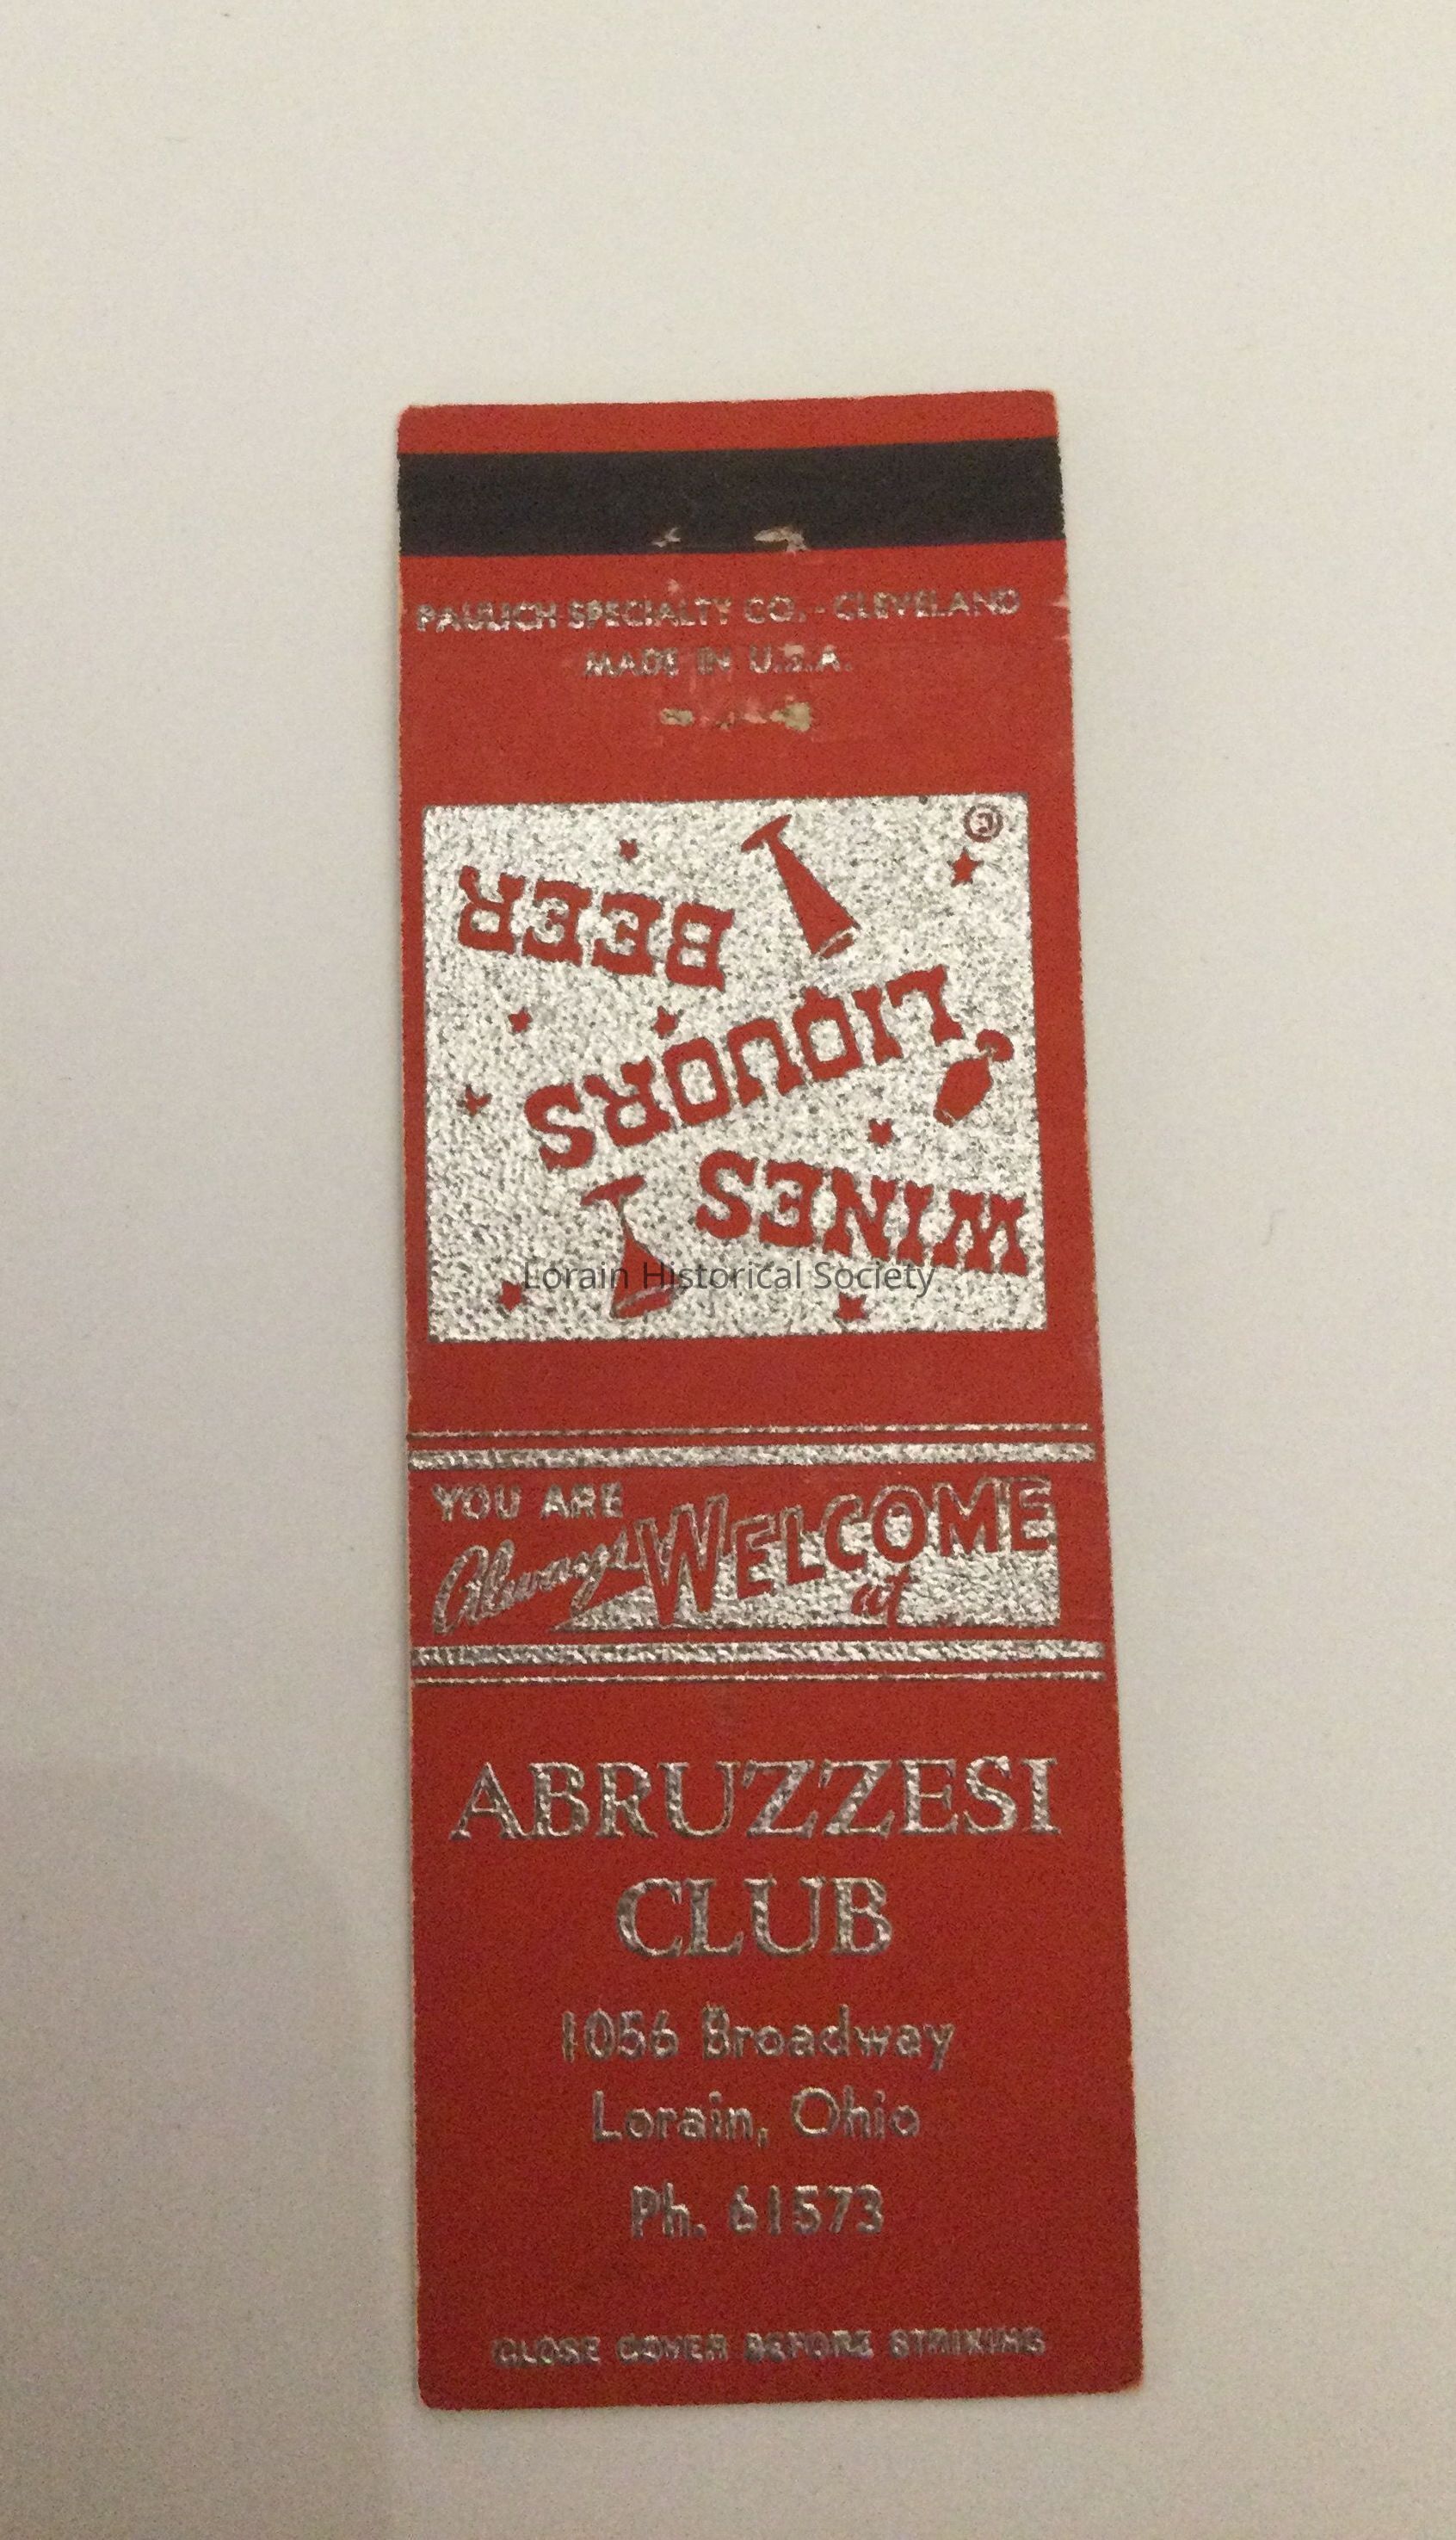 PAULICH SPECIALTY CO. - CLEVELAND
MADE IN U.S.A.
WINES
LIQUORS
BEER
Lorain Historical Society
YOU ARE
Always WELCOME
at
ABRUZZESI
CLUB
1056 Broadway
Lorain, Ohio
Ph. 61573
CLOSE COVER BEFORE STRIKING